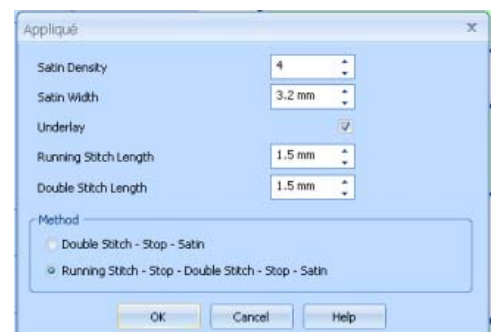 Appliqué x
Satin Density 4
Satin Width 3.2 mm
Underlay
Running Stitch Length 1.5 mm
Double Stitch Length 1.5 mm
Method
Double Stitch - Stop - Satin
Running Stitch - Stop - Double Stitch - Stop - Satin
OK Cancel Help